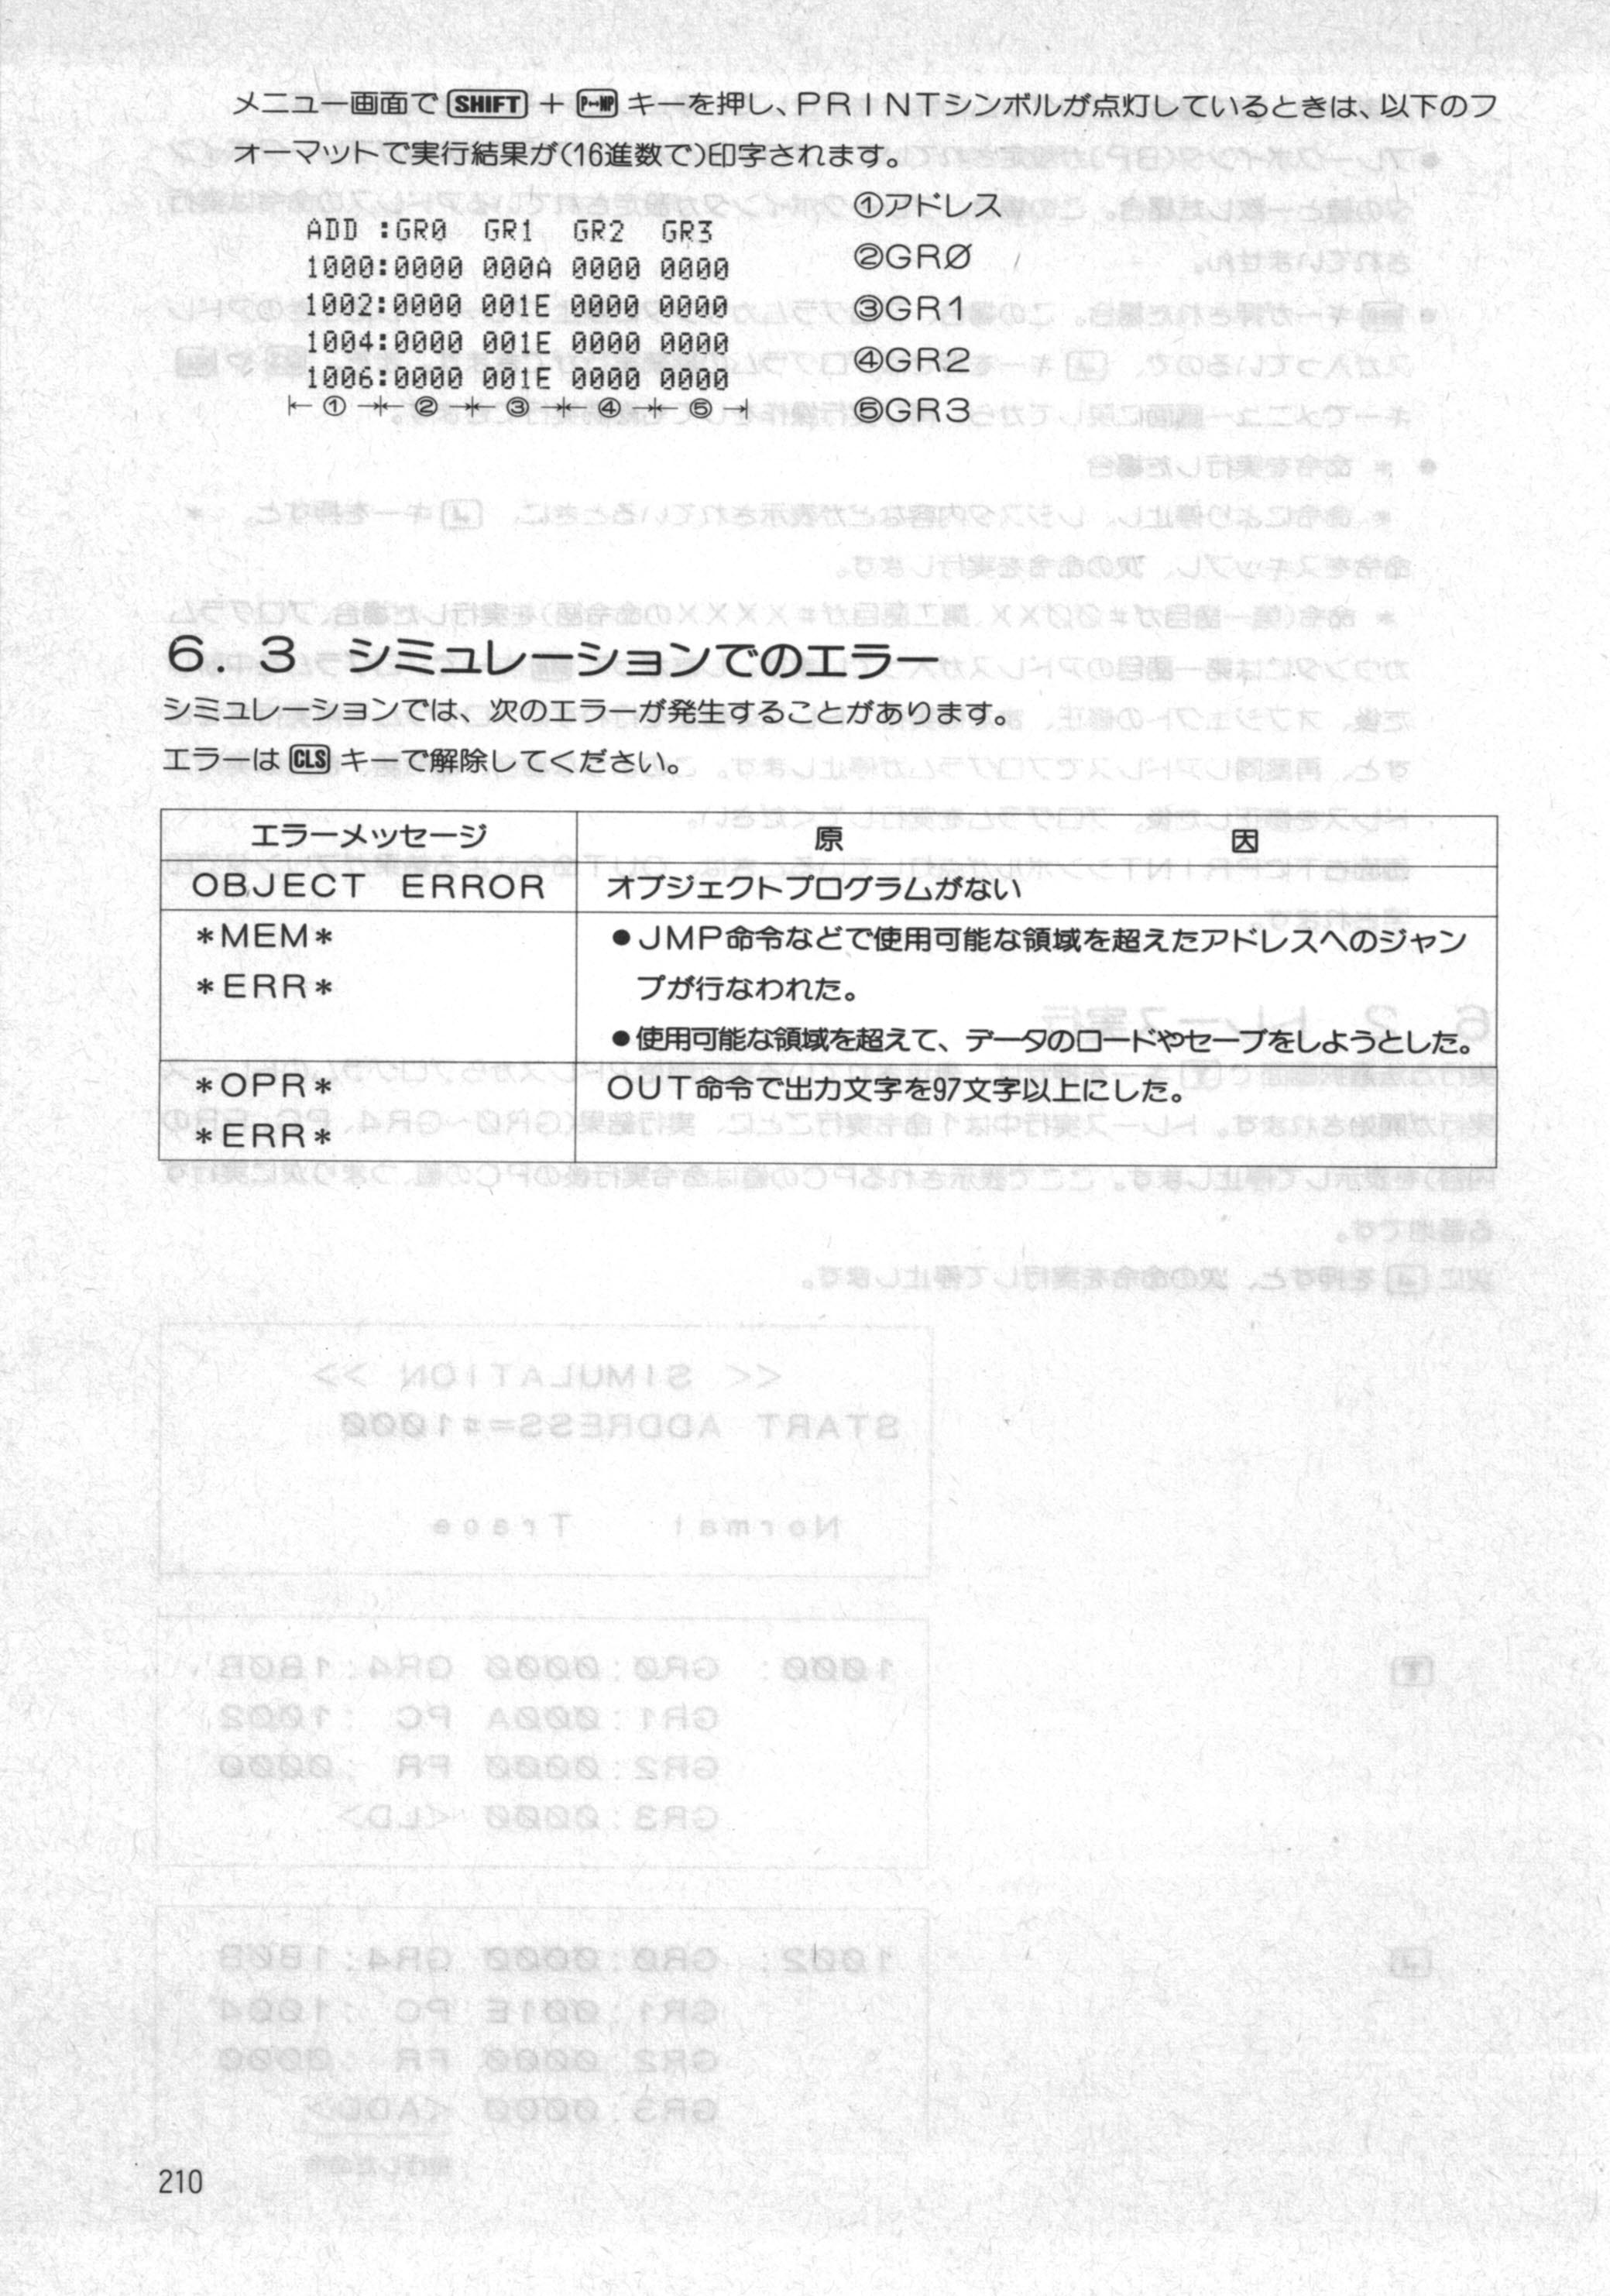 メニュー画面で SHIFT + P↔NP キーを押し、PRINTシンボルが点灯しているときは、以下のフ
ォーマットで実行結果が(16進数で)印字されます。
ADD :GR0 GR1 GR2 GR3
1000:0000 000A 0000 0000
1002:0000 001E 0000 0000
1004:0000 001E 0000 0000
1006:0000 001E 0000 0000
① ② ③ ④ ⑤
①アドレス
②GRØ
③GR1
④GR2
⑤GR3
6.3 シミュレーションでのエラー
シミュレーションでは、次のエラーが発生することがあります。
エラーは CLS キーで解除してください。
エラーメッセージ 原因
OBJECT ERROR オブジェクトプログラムがない
*MEM* ●JMP命令などで使用可能な領域を超えたアドレスへのジャン
*ERR* プが行なわれた。
●使用可能な領域を超えて、データのロードやセーブをしようとした。
*OPR* OUT命令で出力文字を97文字以上にした。
*ERR*
210